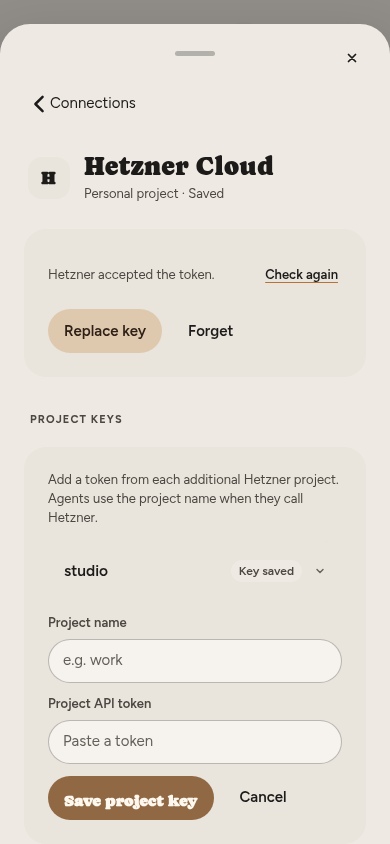 Connections
H
Hetzner Cloud
Personal project · Saved
Hetzner accepted the token.
Check again
Replace key
Forget
PROJECT KEYS
Add a token from each additional Hetzner project.
Agents use the project name when they call
Hetzner.
studio
Key saved
Project name
e.g. work
Project API token
Paste a token
Save project key
Cancel